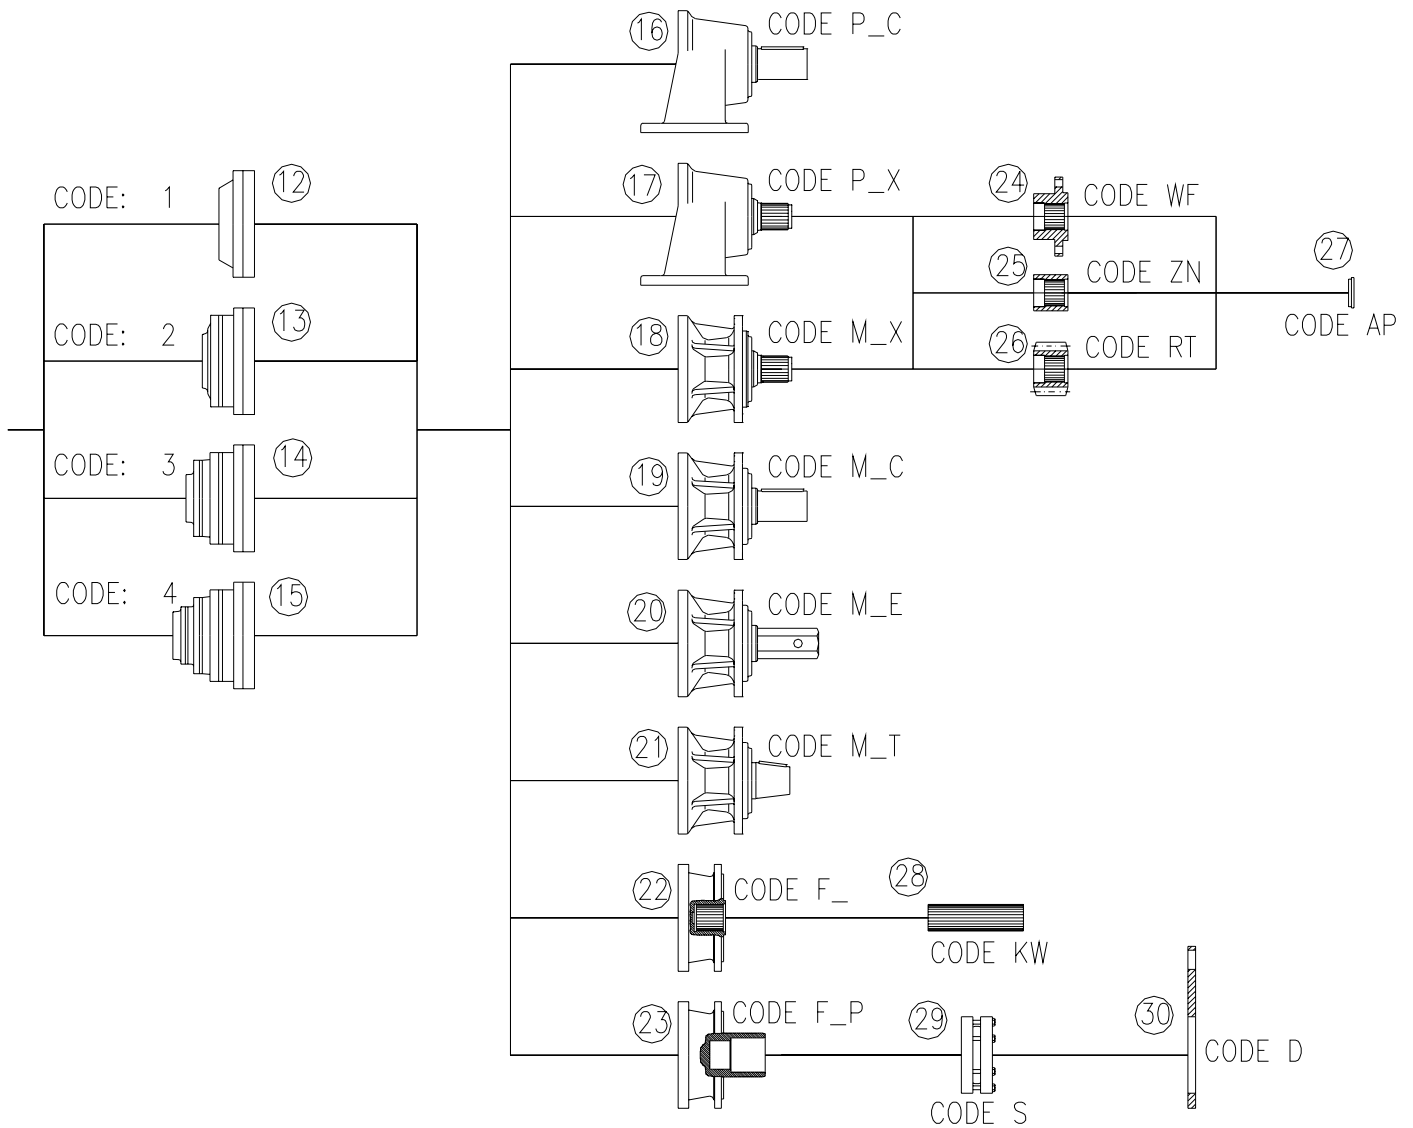 16 CODE P_C
CODE: 1 12
17 CODE P_X
24 CODE WF
25 CODE ZN
27
CODE: 2 13
18 CODE M_X
26 CODE RT
CODE AP
CODE: 3 14
19 CODE M_C
CODE: 4 15
20 CODE M_E
21 CODE M_T
22 CODE F_
28
CODE KW
23 CODE F_P
29
30
CODE D
CODE S